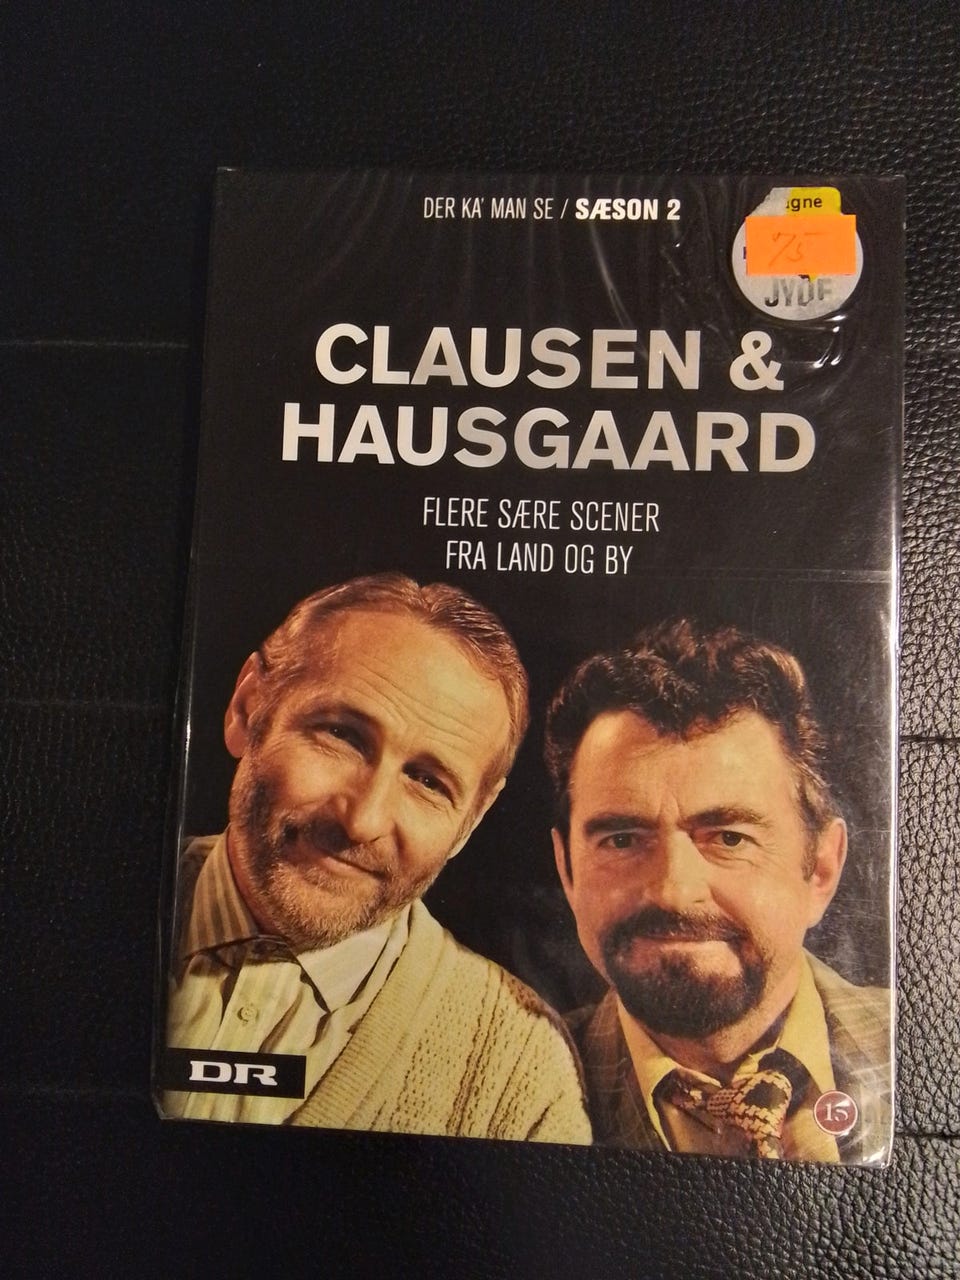 DER KA' MAN SE / SÆSON 2
75
JYDE
CLAUSEN &
HAUSGAARD
FLERE SÆRE SCENER
FRA LAND OG BY
DR
15